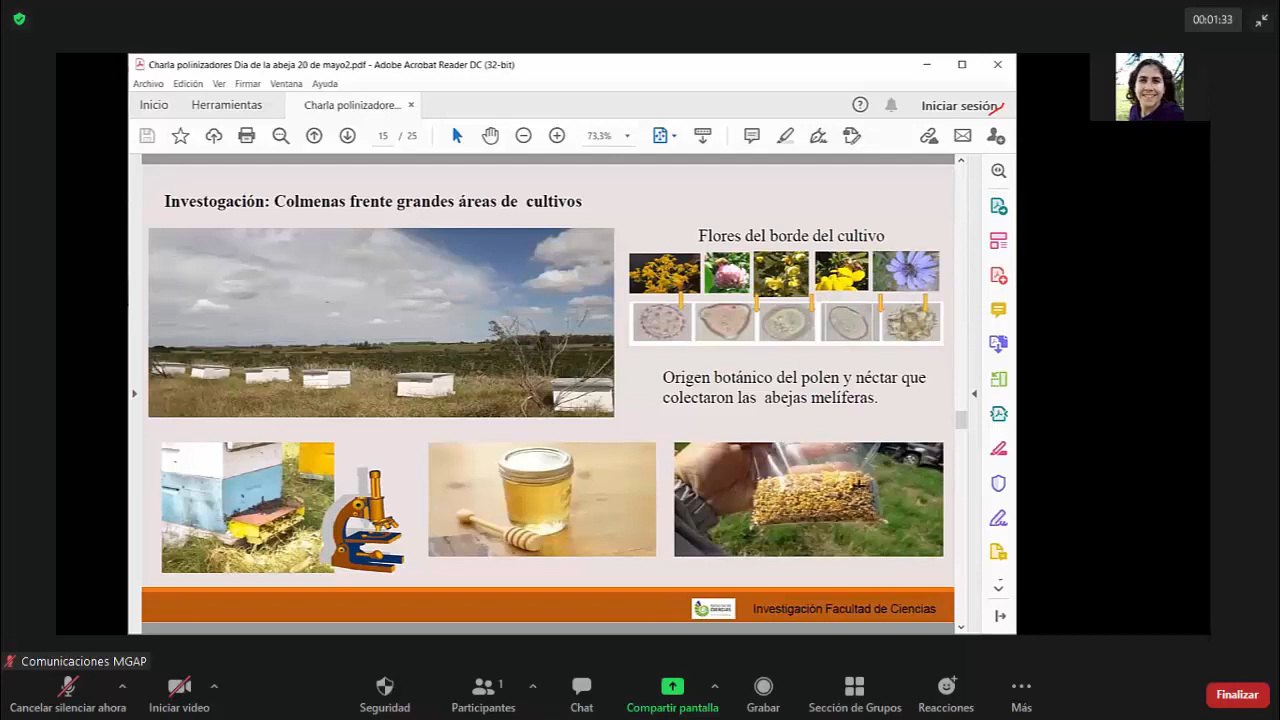 00:01:33
Charla polinizadores Dia de la abeja 20 de mayo2.pdf - Adobe Acrobat Reader DC (32-bit)
Archivo Edición Ver Firmar Ventana Ayuda
Inicio Herramientas Charla polinizadore... Iniciar sesión
15 / 25 73,3%
Investogación: Colmenas frente grandes áreas de cultivos
Flores del borde del cultivo
Origen botánico del polen y néctar que
colectaron las abejas melíferas.
Investigación Facultad de Ciencias
Comunicaciones MGAP
1
Cancelar silenciar ahora Iniciar video Seguridad Participantes Chat Compartir pantalla Grabar Sección de Grupos Reacciones Más Finalizar